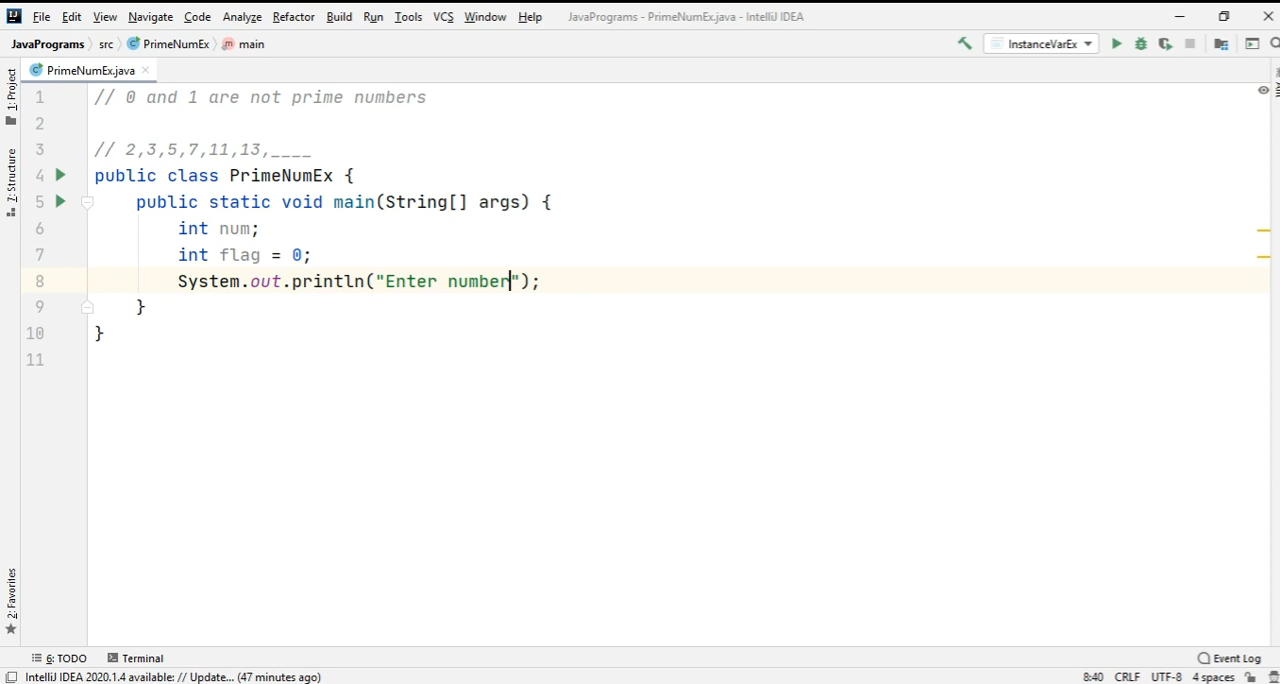 File Edit View Navigate Code Analyze Refactor Build Run Tools VCS Window Help JavaPrograms - PrimeNumEx.java - IntelliJ IDEA
JavaPrograms src PrimeNumEx main InstanceVarEx
PrimeNumEx.java
1: Project
7: Structure
2: Favorites
1 // 0 and 1 are not prime numbers
2
3 // 2,3,5,7,11,13,____
4 public class PrimeNumEx {
5 public static void main(String[] args) {
6 int num;
7 int flag = 0;
8 System.out.println("Enter number");
9 }
10 }
11
6: TODO Terminal Event Log
IntelliJ IDEA 2020.1.4 available: // Update... (47 minutes ago) 8:40 CRLF UTF-8 4 spaces